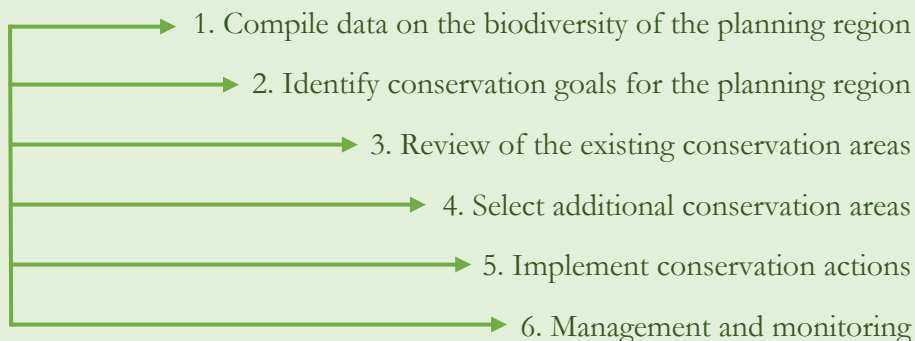 1. Compile data on the biodiversity of the planning region
2. Identify conservation goals for the planning region
3. Review of the existing conservation areas
4. Select additional conservation areas
5. Implement conservation actions
6. Management and monitoring